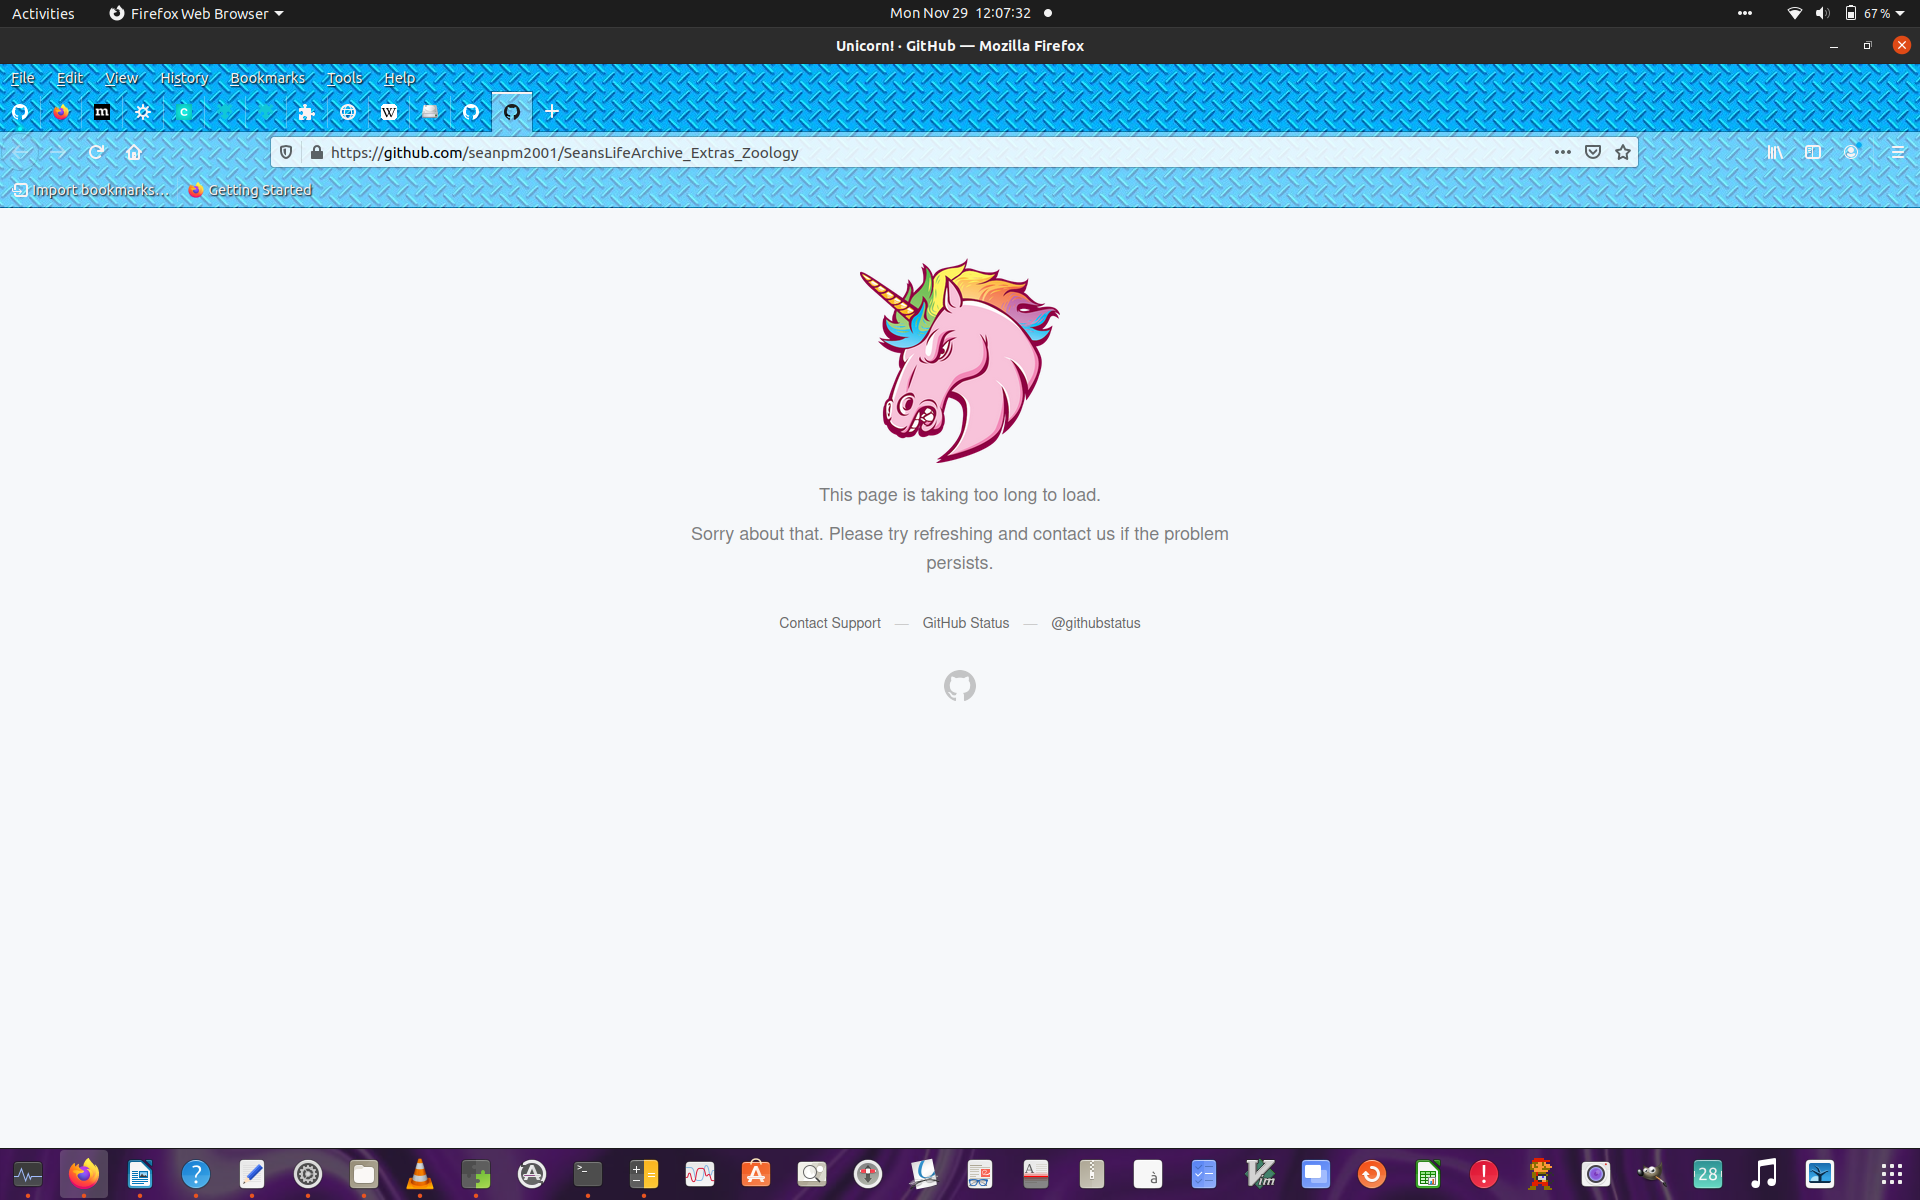 Activities Firefox Web Browser Mon Nov 29 12:07:32 67 %
Unicorn! · GitHub — Mozilla Firefox
File Edit View History Bookmarks Tools Help
m c W
https://github.com/seanpm2001/SeansLifeArchive_Extras_Zoology
Import bookmarks... Getting Started
This page is taking too long to load.
Sorry about that. Please try refreshing and contact us if the problem
persists.
Contact Support — GitHub Status — @githubstatus
28